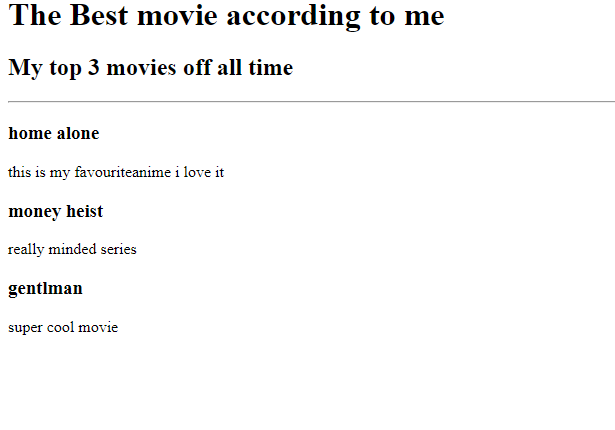 The Best movie according to me
My top 3 movies off all time
home alone
this is my favouriteanime i love it
money heist
really minded series
gentlman
super cool movie